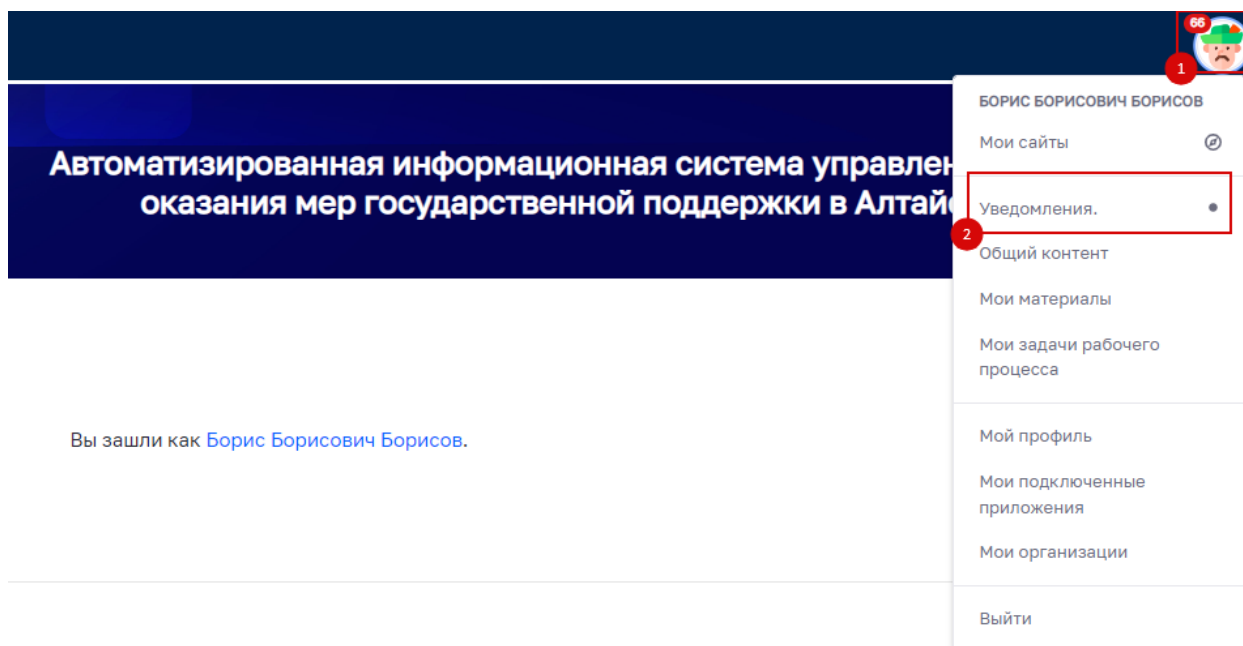 66
1
БОРИС БОРИСОВИЧ БОРИСОВ
Мои сайты
Автоматизированная информационная система
оказания мер государственной поддержки в
Уведомления.
2
Общий контент
Мои материалы
Мои задачи рабочего
процесса
Вы зашли как Борис Борисович Борисов.
Мой профиль
Мои подключенные
приложения
Мои организации
Выйти